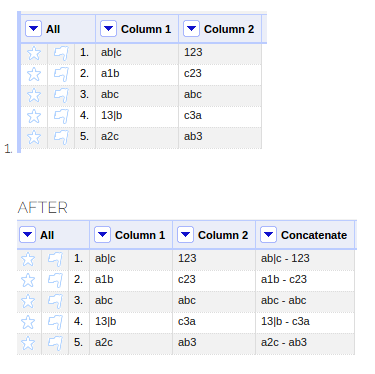 All Column 1 Column 2
1. ab|c 123
2. a1b c23
3. abc abc
4. 13|b c3a
5. a2c ab3
1.
AFTER
All Column 1 Column 2 Concatenate
1. ab|c 123 ab|c - 123
2. a1b c23 a1b - c23
3. abc abc abc - abc
4. 13|b c3a 13|b - c3a
5. a2c ab3 a2c - ab3